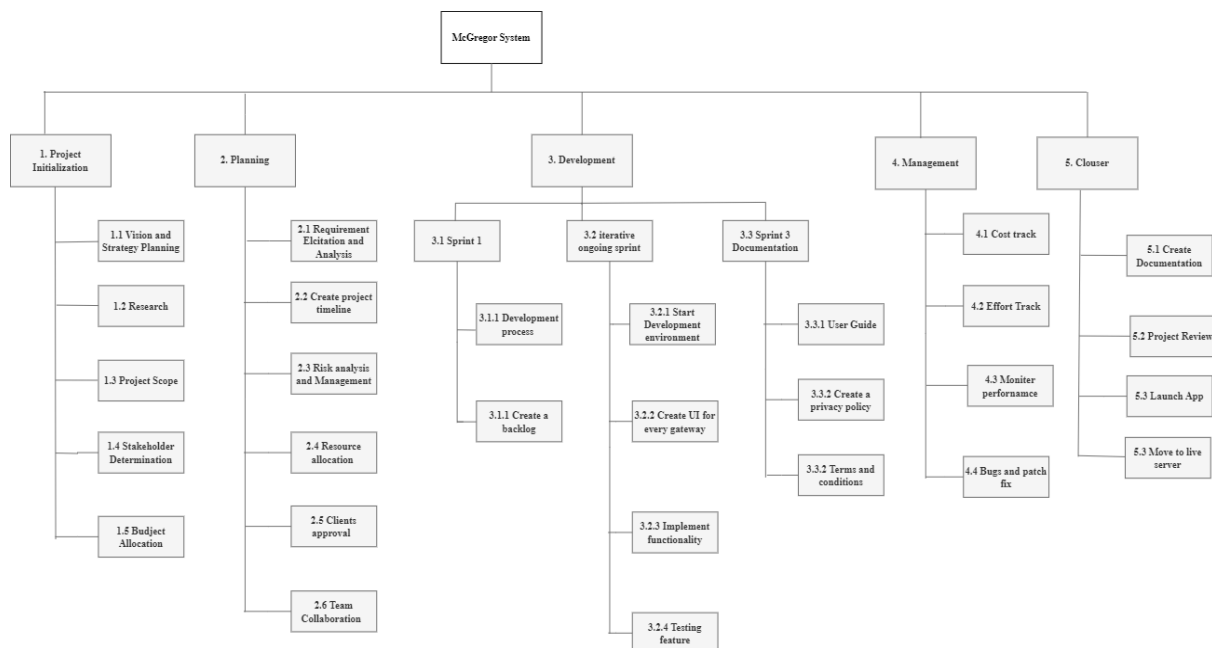 McGregor System
1. Project
Initialization
2. Planning
3. Development
4. Management
5. Clouser
1.1 Vision and
Strategy Planning
1.2 Research
1.3 Project Scope
1.4 Stakeholder
Determination
1.5 Budject
Allocation
2.1 Requirement
Elcitation and
Analysis
2.2 Create project
timeline
2.3 Risk analysis
and Management
2.4 Resource
allocation
2.5 Clients
approval
2.6 Team
Collaboration
3.1 Sprint 1
3.1.1 Development
process
3.1.1 Create a
backlog
3.2 iterative
ongoing sprint
3.2.1 Start
Development
environment
3.2.2 Create UI for
every gateway
3.2.3 Implement
functionality
3.2.4 Testing
feature
3.3 Sprint 3
Documentation
3.3.1 User Guide
3.3.2 Create a
privacy policy
3.3.2 Terms and
conditions
4.1 Cost track
4.2 Effort Track
4.3 Moniter
perfornamce
4.4 Bugs and patch
fix
5.1 Create
Documentation
5.2 Project Review
5.3 Launch App
5.3 Move to live
server